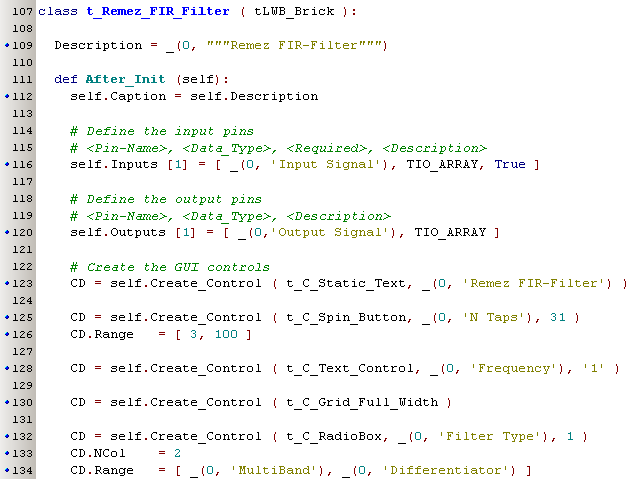 107 class t_Remez_FIR_Filter ( tLWB_Brick ):
108
109 Description = _(0, """Remez FIR-Filter""")
110
111 def After_Init (self):
112 self.Caption = self.Description
113
114 # Define the input pins
115 # <Pin-Name>, <Data_Type>, <Required>, <Description>
116 self.Inputs [1] = [ _(0, 'Input Signal'), TIO_ARRAY, True ]
117
118 # Define the output pins
119 # <Pin-Name>, <Data_Type>, <Description>
120 self.Outputs [1] = [ _(0,'Output Signal'), TIO_ARRAY ]
121
122 # Create the GUI controls
123 CD = self.Create_Control ( t_C_Static_Text, _(0, 'Remez FIR-Filter') )
124
125 CD = self.Create_Control ( t_C_Spin_Button, _(0, 'N Taps'), 31 )
126 CD.Range = [ 3, 100 ]
127
128 CD = self.Create_Control ( t_C_Text_Control, _(0, 'Frequency'), '1' )
129
130 CD = self.Create_Control ( t_C_Grid_Full_Width )
131
132 CD = self.Create_Control ( t_C_RadioBox, _(0, 'Filter Type'), 1 )
133 CD.NCol = 2
134 CD.Range = [ _(0, 'MultiBand'), _(0, 'Differentiator') ]